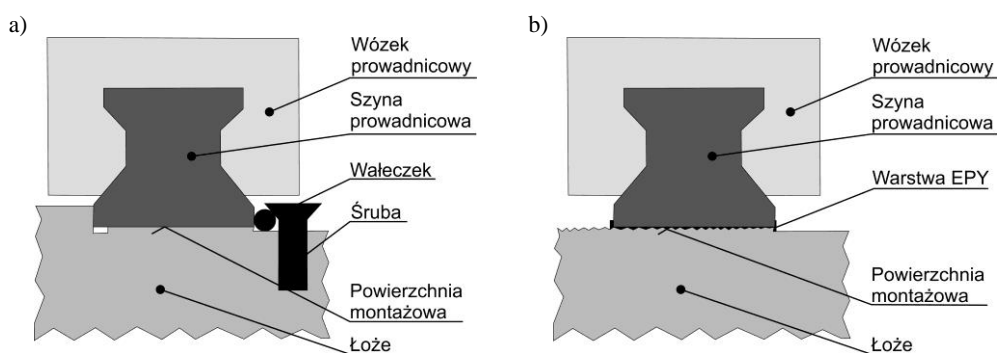 a)
Wózek
prowadnicowy
Szyna
prowadnicowa
Wałeczek
Śruba
Powierzchnia
montażowa
Łoże
b)
Wózek
prowadnicowy
Szyna
prowadnicowa
Warstwa EPY
Powierzchnia
montażowa
Łoże